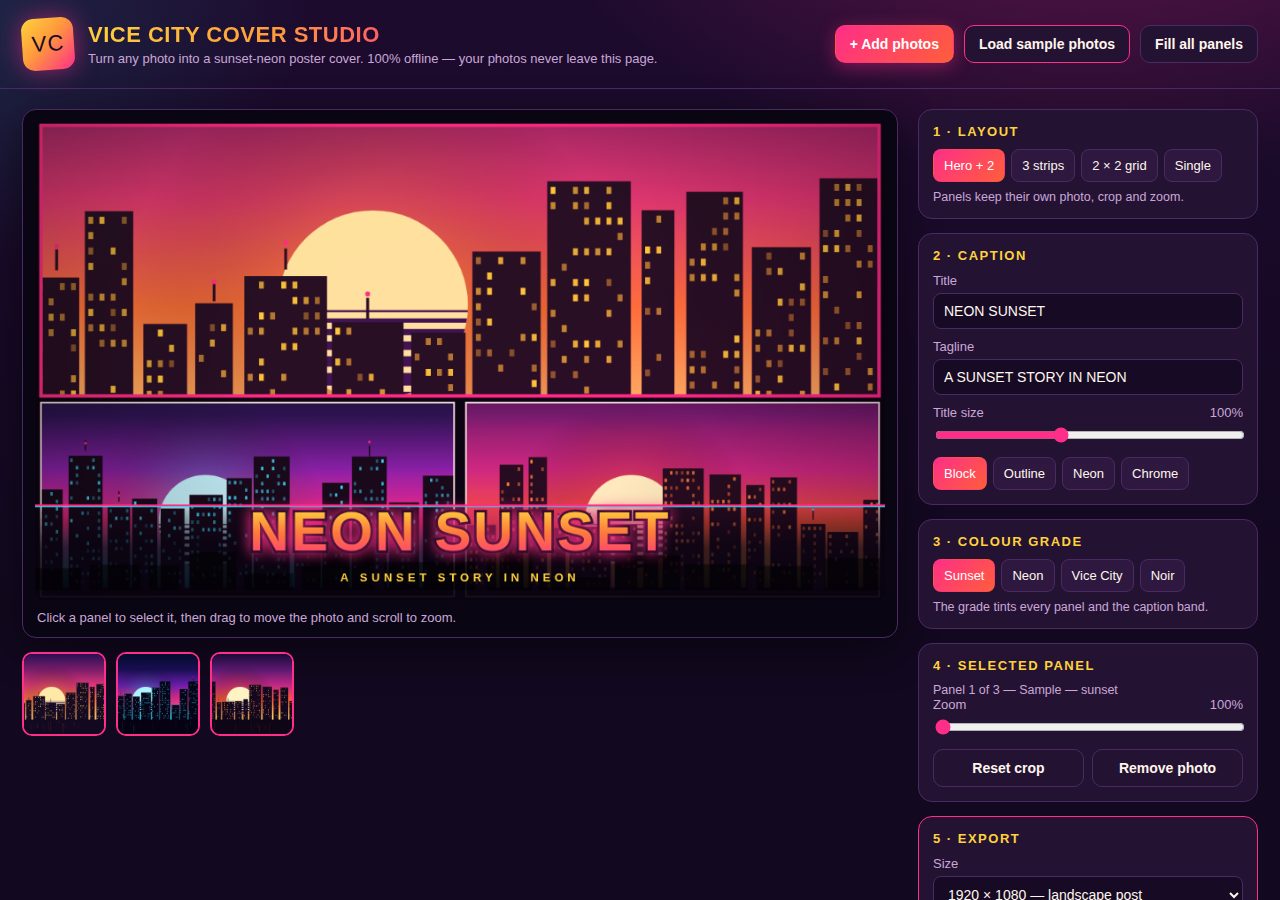 VC
VICE CITY COVER STUDIO
Turn any photo into a sunset-neon poster cover. 100% offline — your photos never leave this page.
+ Add photos
Load sample photos
Fill all panels
NEON SUNSET
A SUNSET STORY IN NEON
Click a panel to select it, then drag to move the photo and scroll to zoom.
1 · LAYOUT
Hero + 2
3 strips
2 × 2 grid
Single
Panels keep their own photo, crop and zoom.
2 · CAPTION
Title
NEON SUNSET
Tagline
A SUNSET STORY IN NEON
Title size 100%
Block
Outline
Neon
Chrome
3 · COLOUR GRADE
Sunset
Neon
Vice City
Noir
The grade tints every panel and the caption band.
4 · SELECTED PANEL
Panel 1 of 3 — Sample — sunset
Zoom 100%
Reset crop
Remove photo
5 · EXPORT
Size
1920 × 1080 — landscape post